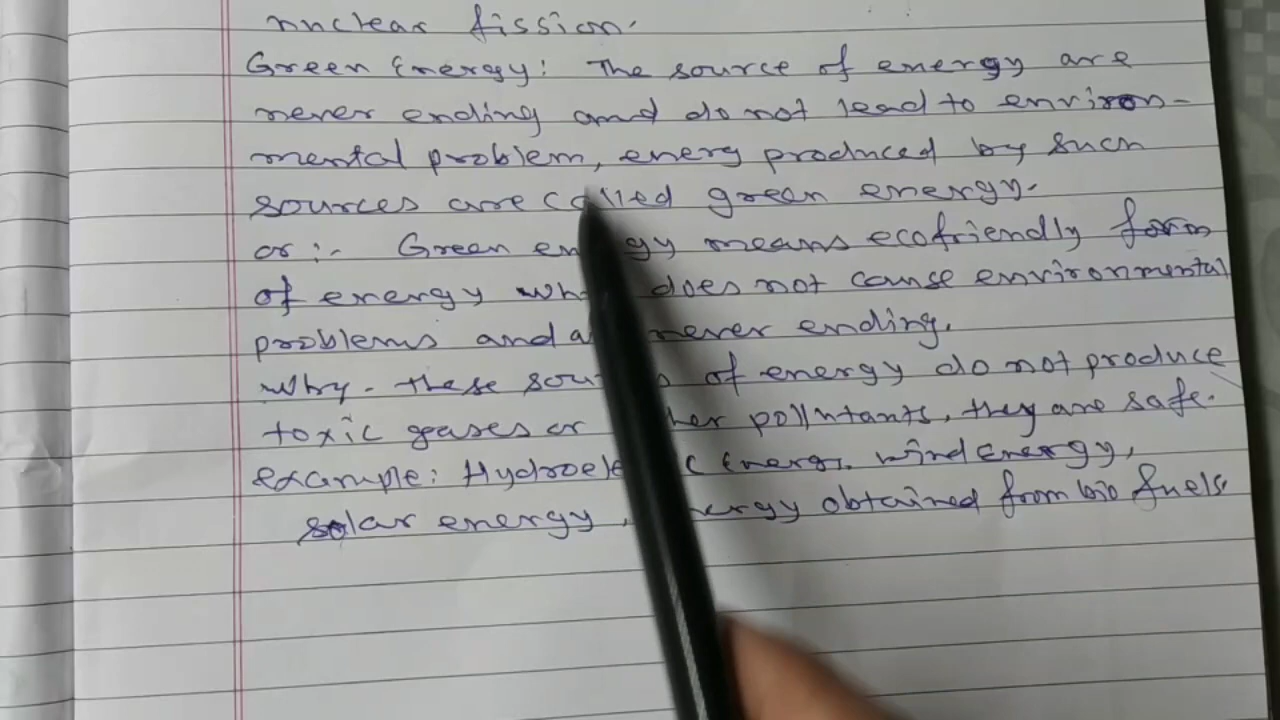 nuclear fission.
Green Energy: The source of energy are
never ending and do not lead to environ-
mental problem, energy produced by such
sources are called green energy.
or:- Green energy means ecofriendly form
of energy does not cause environmental
problems and never ending.
Why- These of energy do not produce
toxic gases or pollutants, they are safe.
example: Energy, wind energy,
solar energy, obtained from bio fuels.